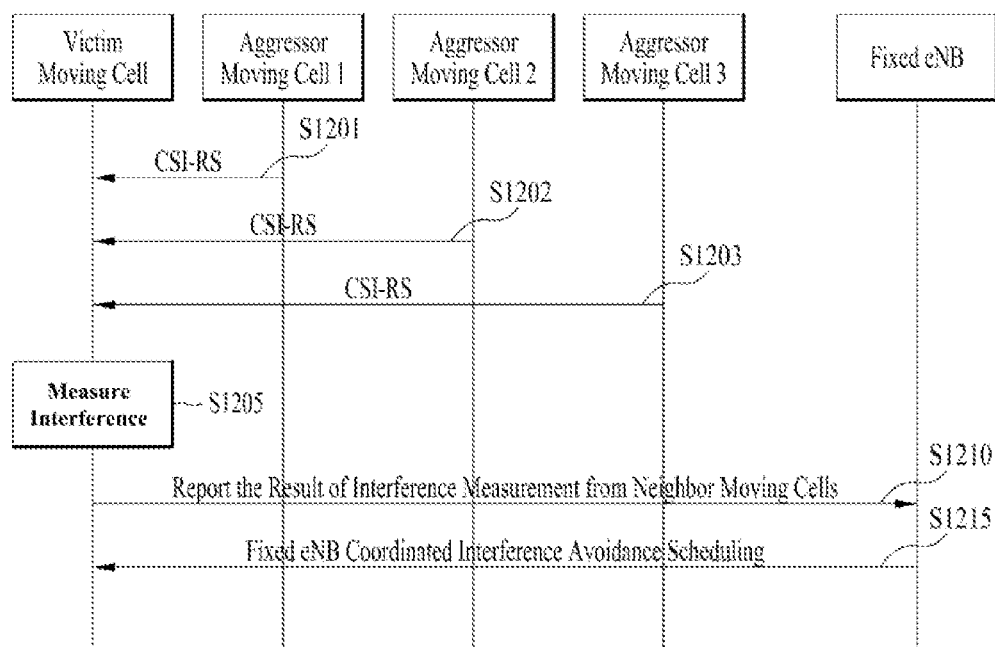 Victim
Moving Cell
Aggressor
Moving Cell 1
Aggressor
Moving Cell 2
Aggressor
Moving Cell 3
Fixed eNB
S1201
CSI-RS
S1202
CSI-RS
S1203
CSI-RS
Measure
Interference
S1205
S1210
Report the Result of Interference Measurement from Neighbor Moving Cells
S1215
Fixed eNB Coordinated Interference Avoidance Scheduling